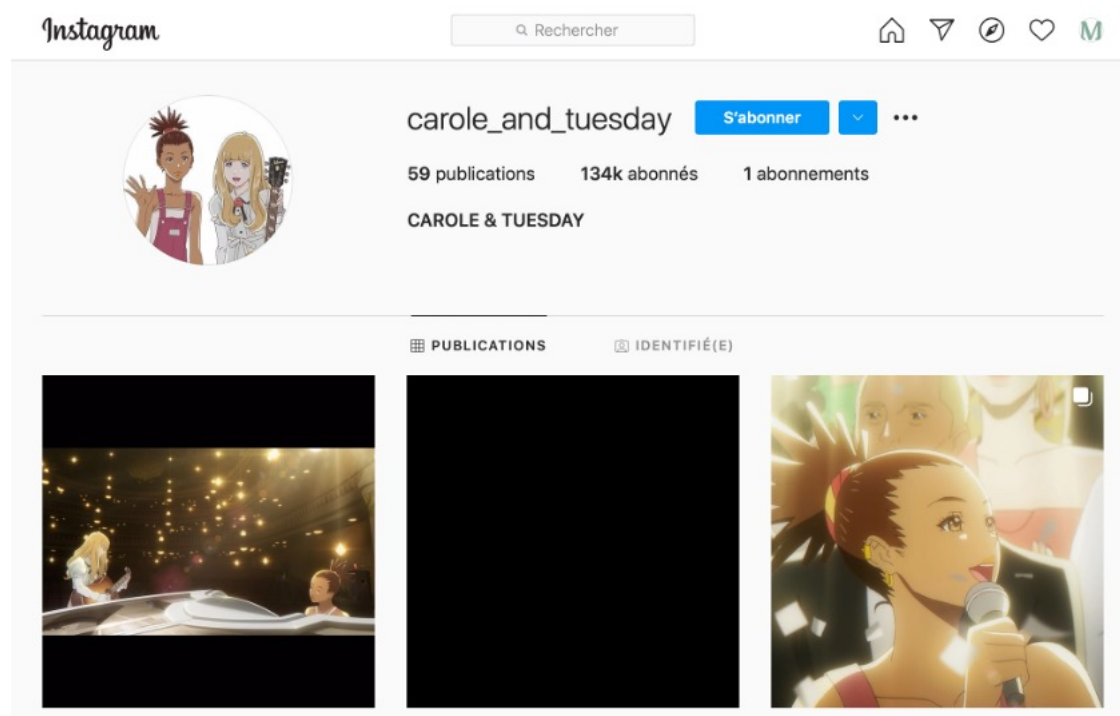 Instagram
Rechercher
M
carole_and_tuesday S'abonner
59 publications 134k abonnés 1 abonnements
CAROLE & TUESDAY
PUBLICATIONS IDENTIFIÉ(E)